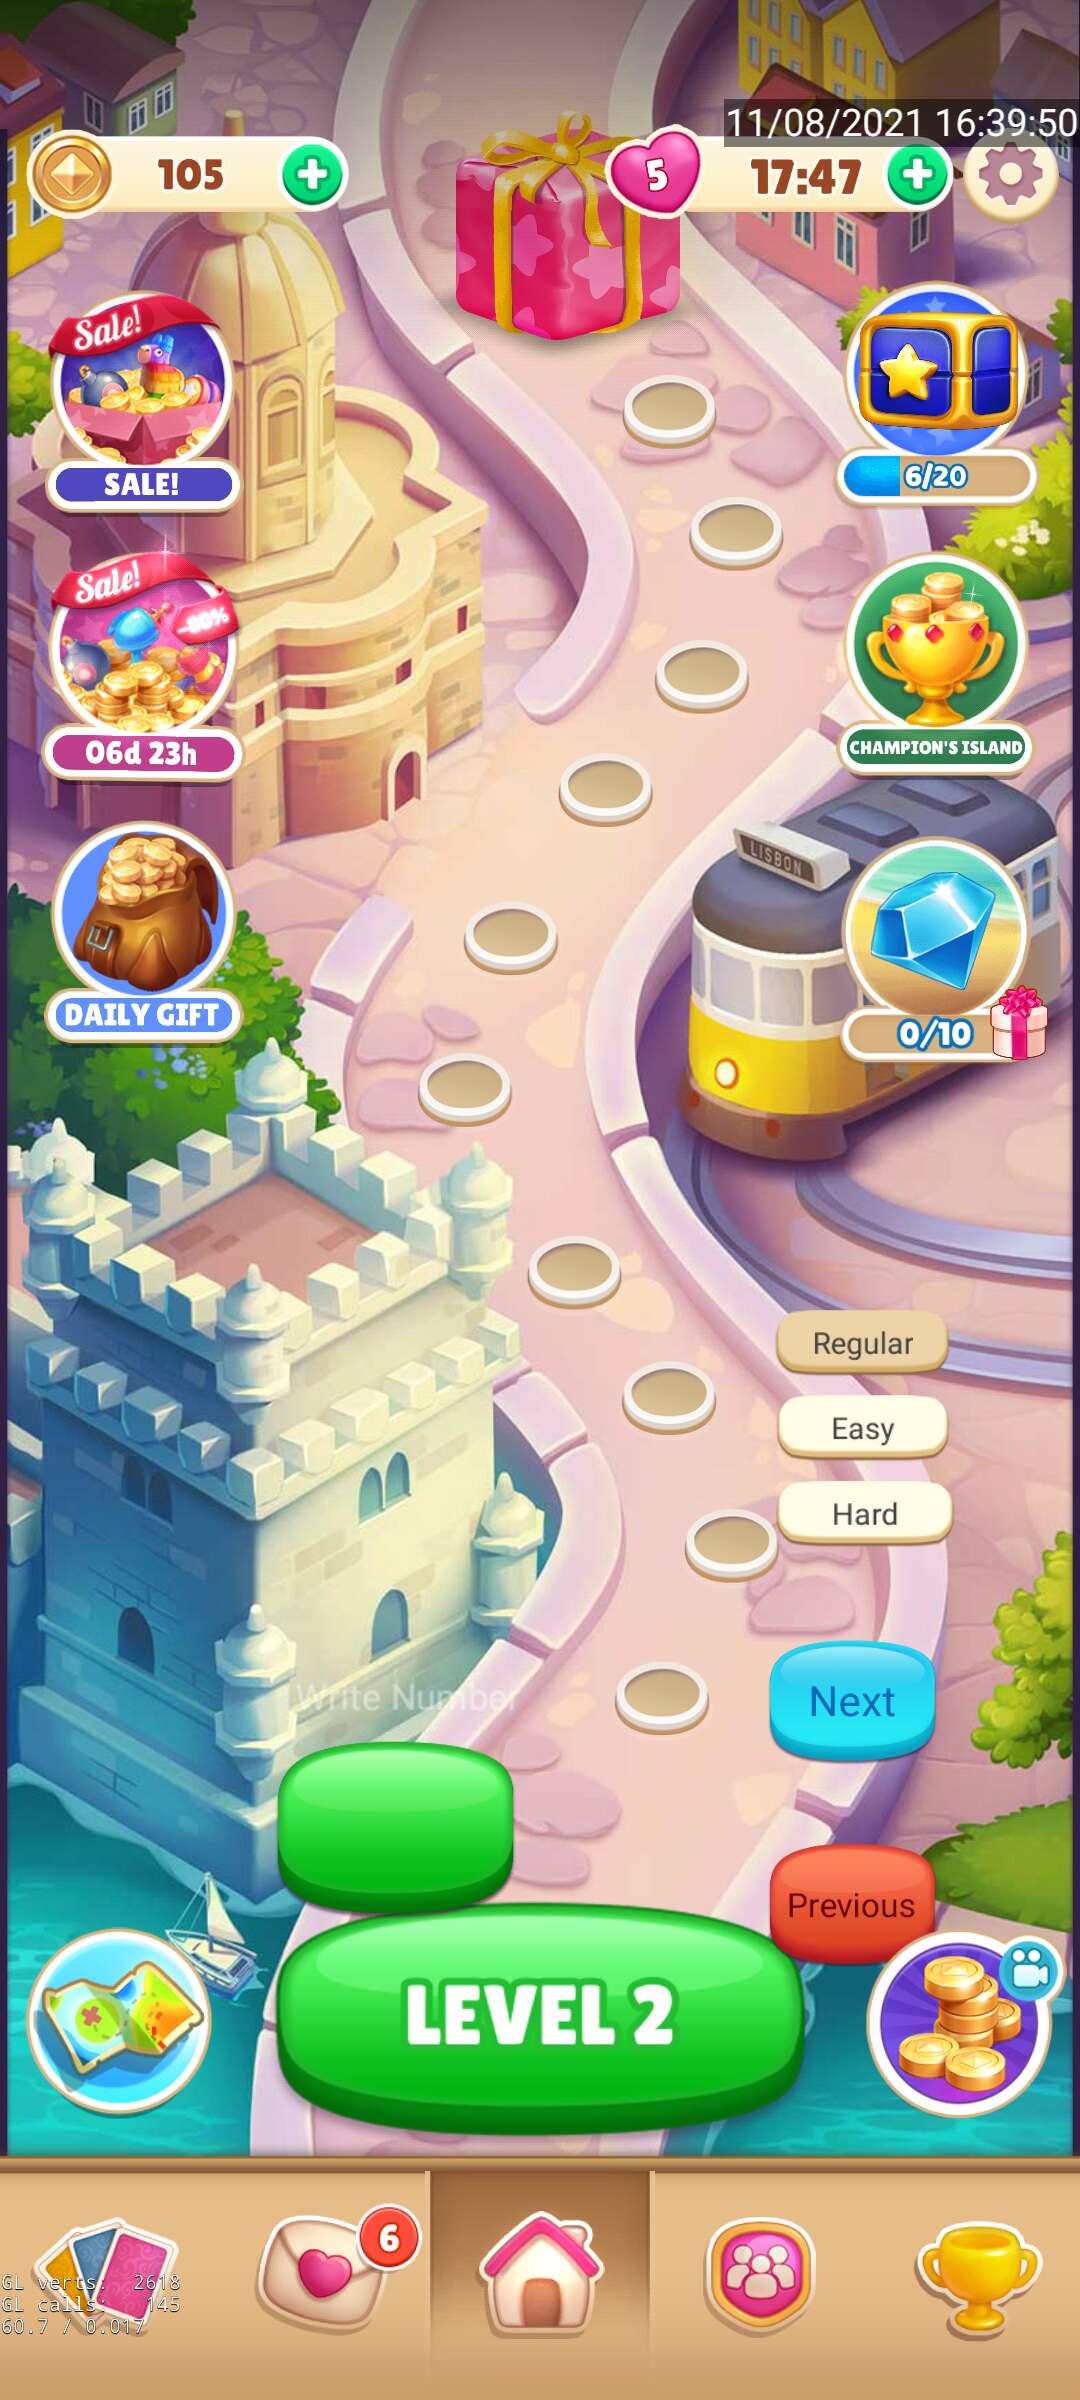 11/08/2021 16:39:50
105
5
17:47
Sale!
SALE!
6/20
Sale!
-80%
06d 23h
CHAMPION'S ISLAND
LISBON
DAILY GIFT
0/10
Regular
Easy
Hard
Write Number
Next
Previous
LEVEL 2
6
GL verts: 2618
GL calls: 145
60.7 / 0.017